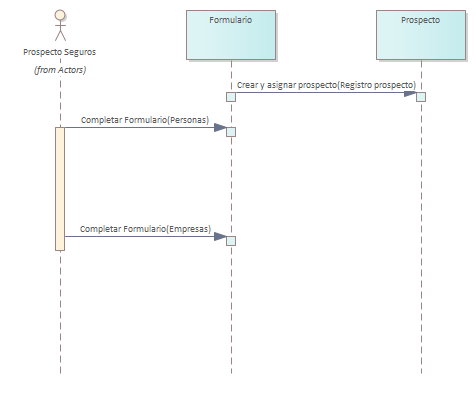 Formulario
Prospecto
Prospecto Seguros
(from Actors)
Crear y asignar prospecto(Registro prospecto)
Completar Formulario(Personas)
Completar Formulario(Empresas)